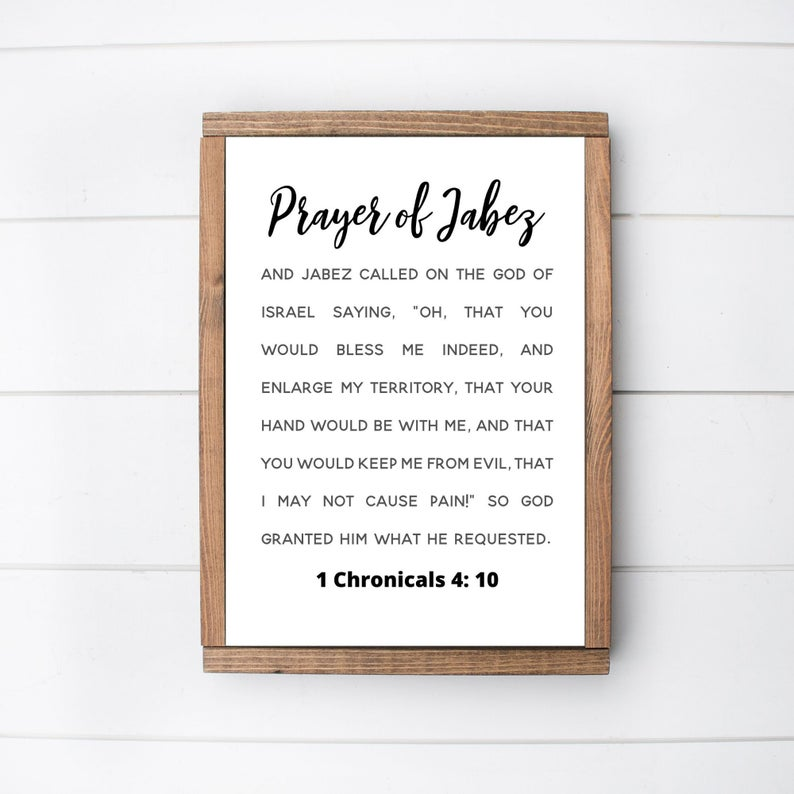 Prayer of Jabez
AND JABEZ CALLED ON THE GOD OF
ISRAEL SAYING, "OH, THAT YOU
WOULD BLESS ME INDEED, AND
ENLARGE MY TERRITORY, THAT YOUR
HAND WOULD BE WITH ME, AND THAT
YOU WOULD KEEP ME FROM EVIL, THAT
I MAY NOT CAUSE PAIN!" SO GOD
GRANTED HIM WHAT HE REQUESTED.
1 Chronicals 4: 10